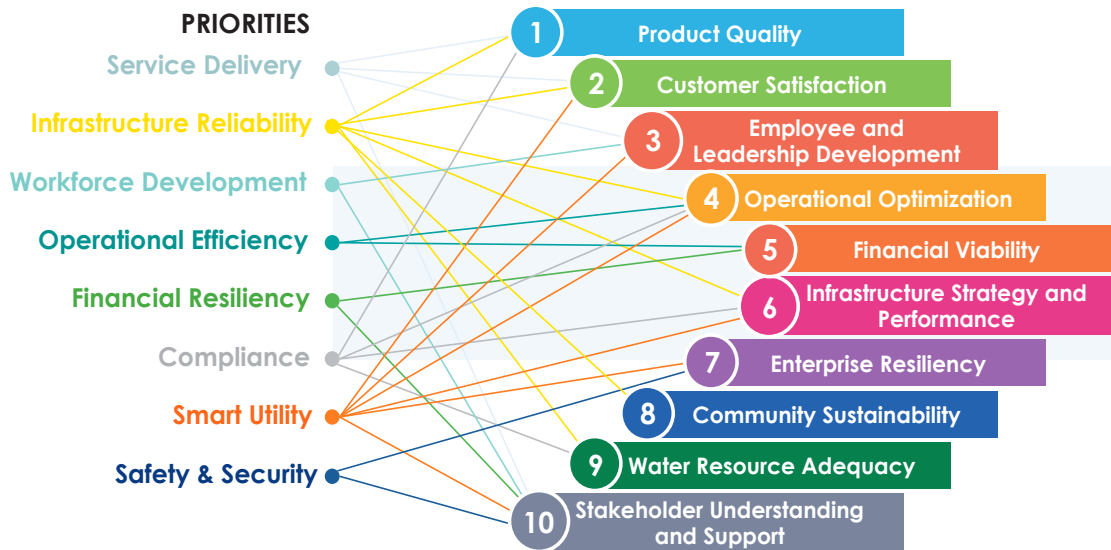 PRIORITIES
Service Delivery
Infrastructure Reliability
Workforce Development
Operational Efficiency
Financial Resiliency
Compliance
Smart Utility
Safety & Security
1 Product Quality
2 Customer Satisfaction
3 Employee and
Leadership Development
4 Operational Optimization
5 Financial Viability
6 Infrastructure Strategy and
Performance
7 Enterprise Resiliency
8 Community Sustainability
9 Water Resource Adequacy
10 Stakeholder Understanding
and Support